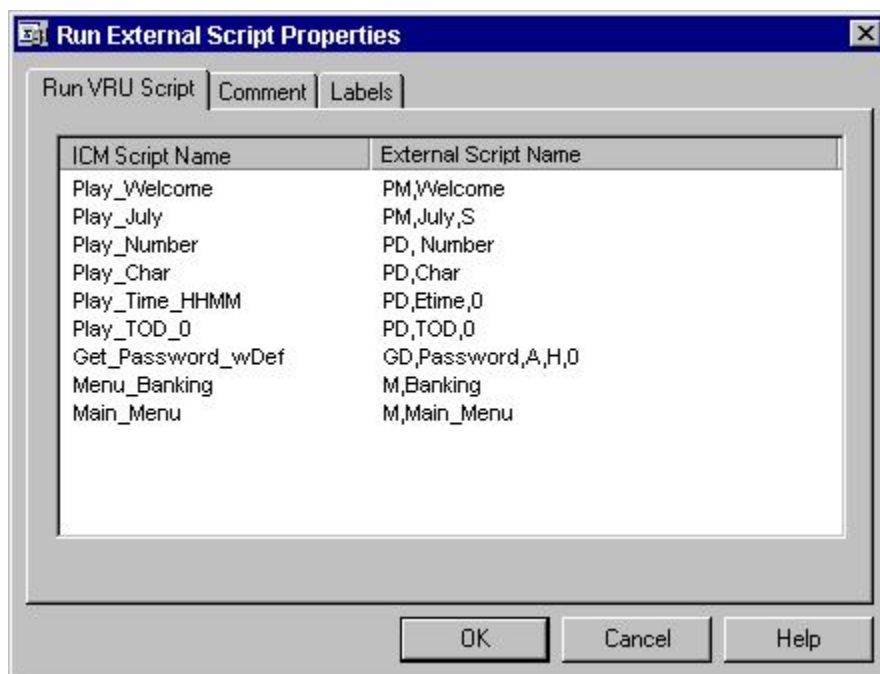 Run External Script Properties
Run VRU Script Comment Labels
ICM Script Name External Script Name
Play_Welcome PM,Welcome
Play_July PM,July,S
Play_Number PD, Number
Play_Char PD,Char
Play_Time_HHMM PD,Etime,0
Play_TOD_0 PD,TOD,0
Get_Password_wDef GD,Password,A,H,0
Menu_Banking M,Banking
Main_Menu M,Main_Menu
OK Cancel Help